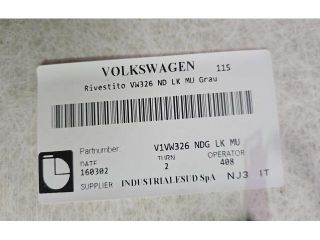 VOLKSWAGEN 11S
Rivestito VW326 ND LK MU Grau
Partnumber: V1VW326 NDG LK MU
DATE TURN OPERATOR
160302 2 408
SUPPLIER INDUSTRIALESUD SpA NJ3 IT